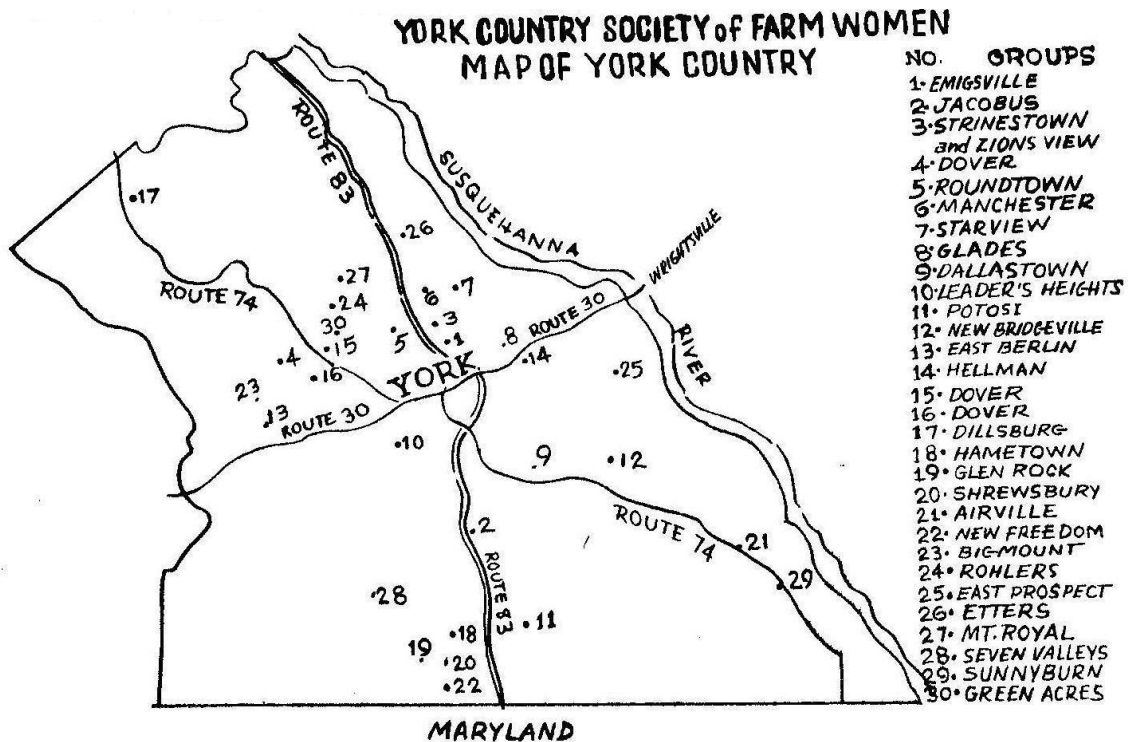 YORK COUNTRY SOCIETY of FARM WOMEN
MAP OF YORK COUNTRY
NO. GROUPS
1· EMIGSVILLE
2· JACOBUS
3· STRINESTOWN
and ZIONS VIEW
4· DOVER
5· ROUNDTOWN
6· MANCHESTER
7· STARVIEW
8· GLADES
9· DALLASTOWN
10· LEADER'S HEIGHTS
11· POTOSI
12· NEW BRIDGEVILLE
13· EAST BERLIN
14· HELLMAN
15· DOVER
16· DOVER
17· DILLSBURG
18· HAMETOWN
19· GLEN ROCK
20· SHREWSBURY
21· AIRVILLE
22· NEW FREEDOM
23· BIGMOUNT
24· ROHLERS
25· EAST PROSPECT
26· ETTERS
27· MT. ROYAL
28· SEVEN VALLEYS
29· SUNNYBURN
30· GREEN ACRES
ROUTE 83
SUSQUEHANNA
RIVER
WRIGHTSVILLE
17
26
27
ROUTE 74
24
6
7
30
5
3
1
8
ROUTE 30
4
15
16
YORK
14
25
23
13
ROUTE 30
10
9
12
2
ROUTE 74
21
29
ROUTE 83
28
11
18
19
20
22
MARYLAND